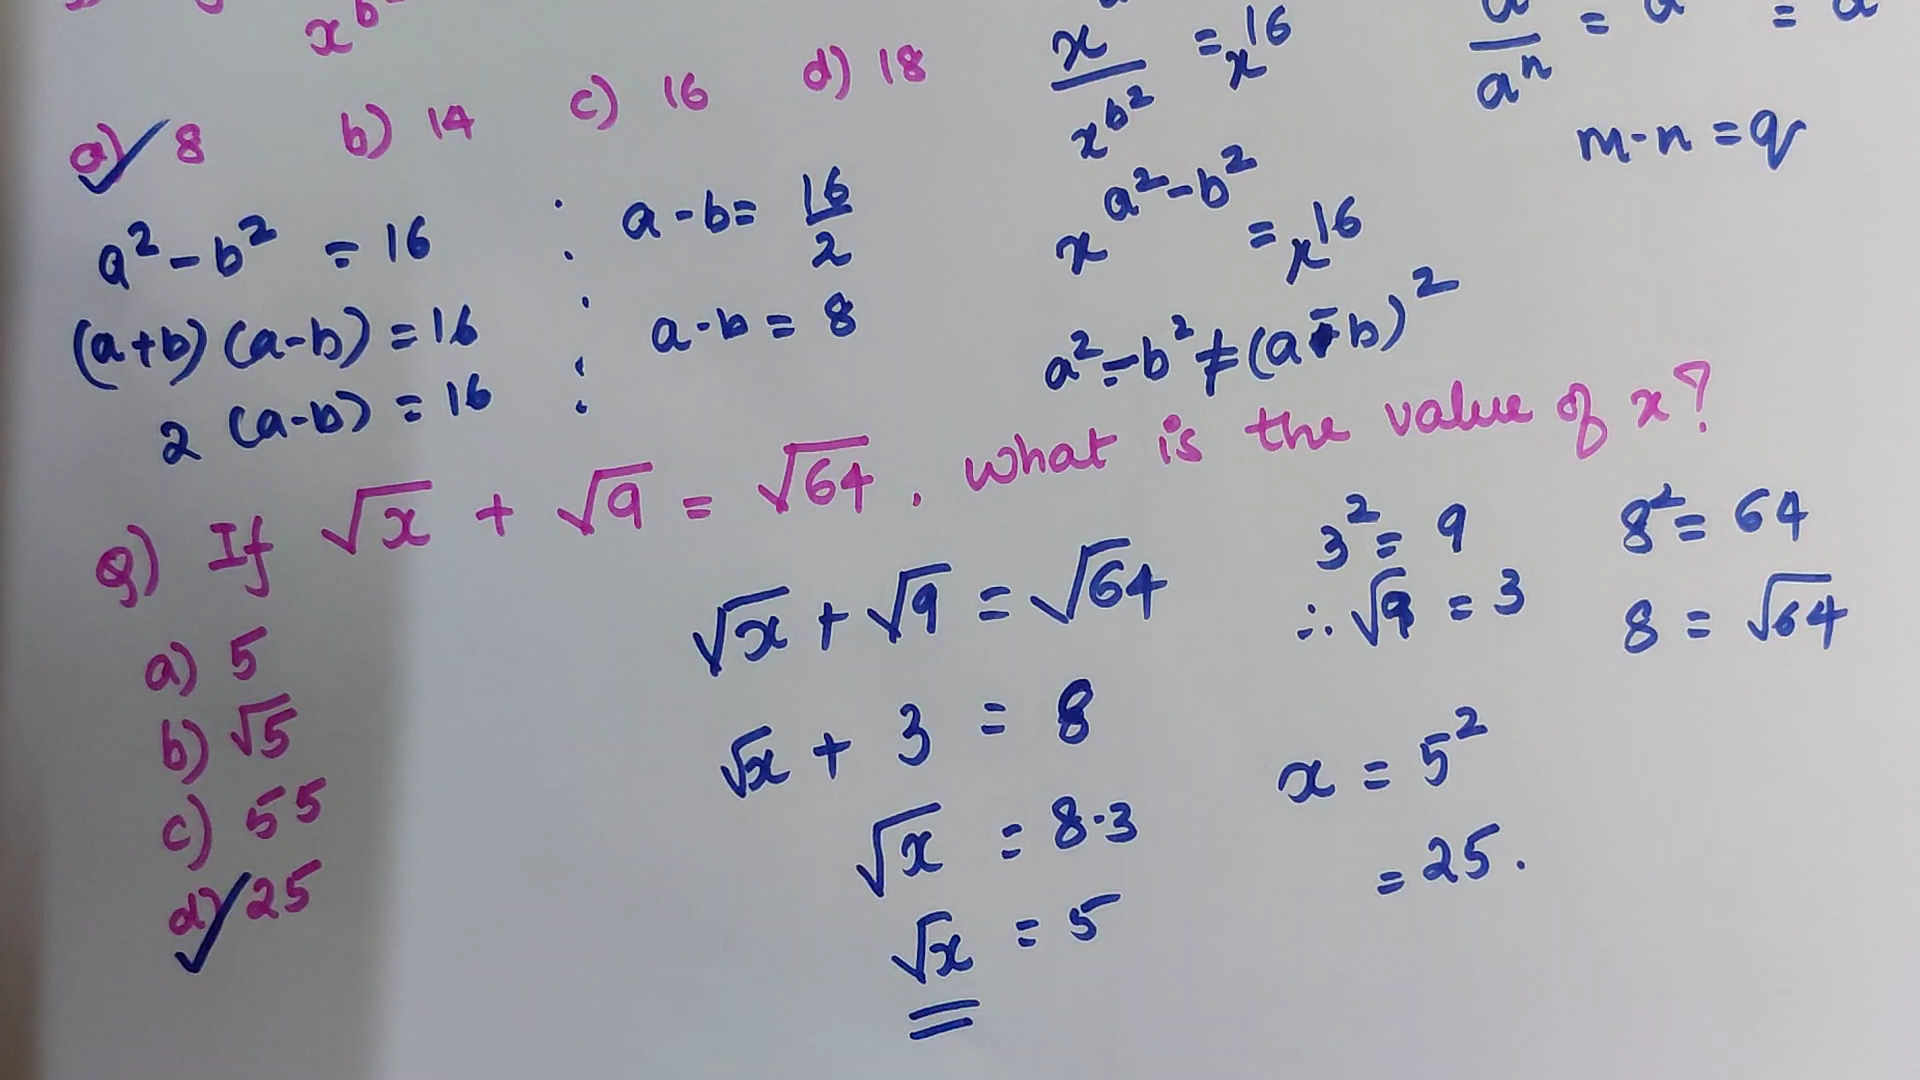 x^b
a) 8 b) 14 c) 16 d) 18
a² - b² = 16
(a+b) (a-b) = 16
2 (a-b) = 16
a - b = 16/2
a - b = 8
x/x^b² = x^16
x^a²-b² = x^16
a² - b² ≠ (a - b)²
a^n
m-n = q
Q) If √x + √9 = √64, what is the value of x?
a) 5
b) √5
c) 55
d) 25
√x + √9 = √64
√x + 3 = 8
√x = 8-3
√x = 5
3² = 9
∴ √9 = 3
8² = 64
8 = √64
x = 5²
= 25.